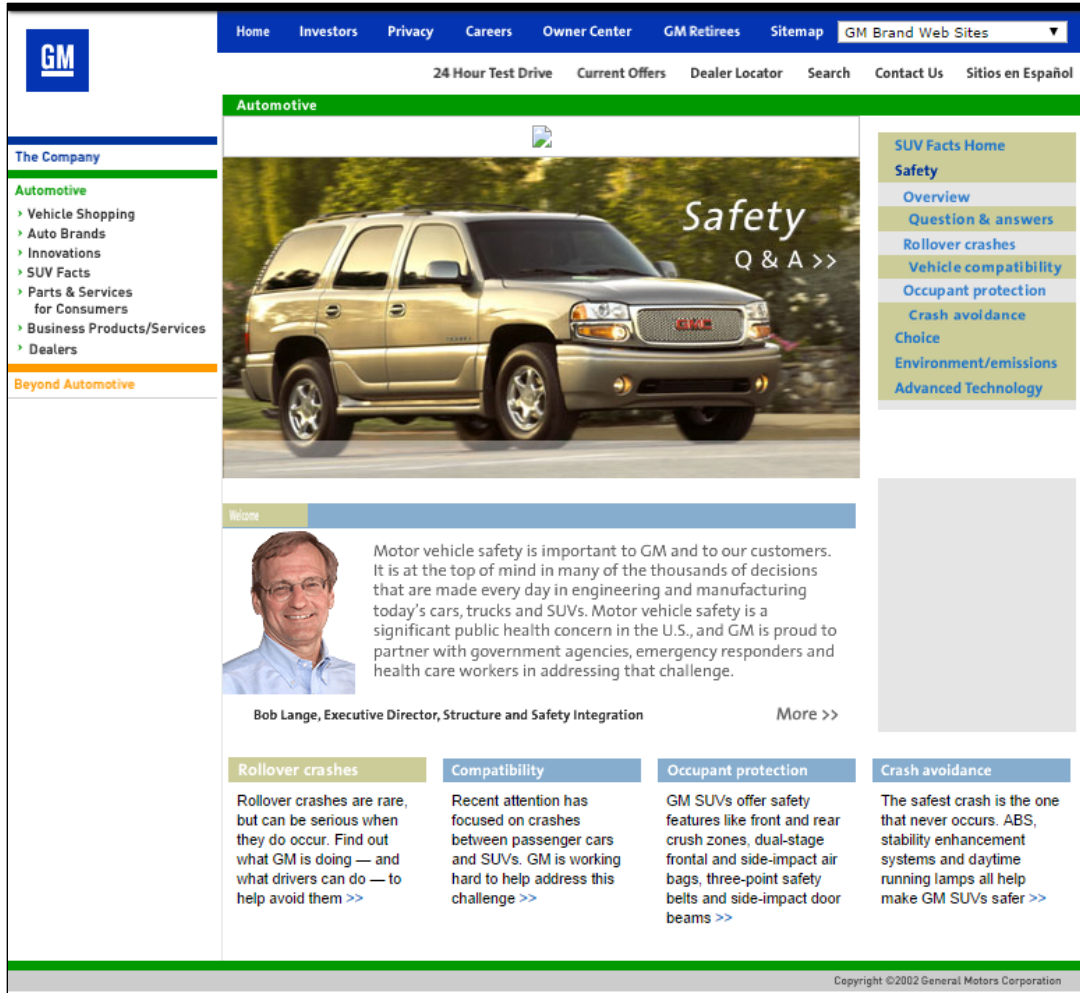 GM
Home Investors Privacy Careers Owner Center GM Retirees Sitemap GM Brand Web Sites
24 Hour Test Drive Current Offers Dealer Locator Search Contact Us Sitios en Español
Automotive
The Company
Automotive
› Vehicle Shopping
› Auto Brands
› Innovations
› SUV Facts
› Parts & Services
for Consumers
› Business Products/Services
› Dealers
Beyond Automotive
Safety
Q & A >>
GMC
SUV Facts Home
Safety
Overview
Question & answers
Rollover crashes
Vehicle compatibility
Occupant protection
Crash avoidance
Choice
Environment/emissions
Advanced Technology
Welcome
Motor vehicle safety is important to GM and to our customers.
It is at the top of mind in many of the thousands of decisions
that are made every day in engineering and manufacturing
today's cars, trucks and SUVs. Motor vehicle safety is a
significant public health concern in the U.S., and GM is proud to
partner with government agencies, emergency responders and
health care workers in addressing that challenge.
Bob Lange, Executive Director, Structure and Safety Integration
More >>
Rollover crashes
Rollover crashes are rare,
but can be serious when
they do occur. Find out
what GM is doing — and
what drivers can do — to
help avoid them >>
Compatibility
Recent attention has
focused on crashes
between passenger cars
and SUVs. GM is working
hard to help address this
challenge >>
Occupant protection
GM SUVs offer safety
features like front and rear
crush zones, dual-stage
frontal and side-impact air
bags, three-point safety
belts and side-impact door
beams >>
Crash avoidance
The safest crash is the one
that never occurs. ABS,
stability enhancement
systems and daytime
running lamps all help
make GM SUVs safer >>
Copyright ©2002 General Motors Corporation